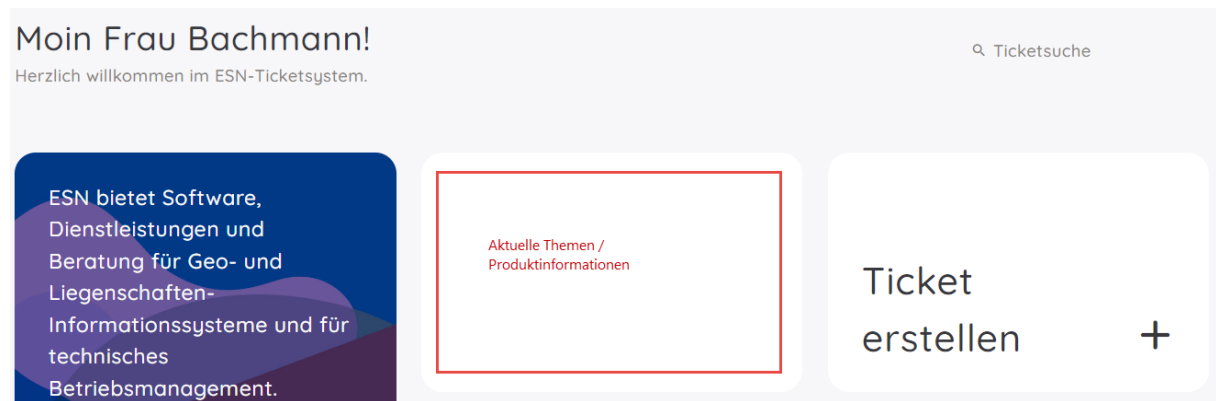 Moin Frau Bachmann!
Herzlich willkommen im ESN-Ticketsystem.
Ticketsuche
ESN bietet Software,
Dienstleistungen und
Beratung für Geo- und
Liegenschaften-
Informationssysteme und für
technisches
Betriebsmanagement.
Aktuelle Themen /
Produktinformationen
Ticket
erstellen +